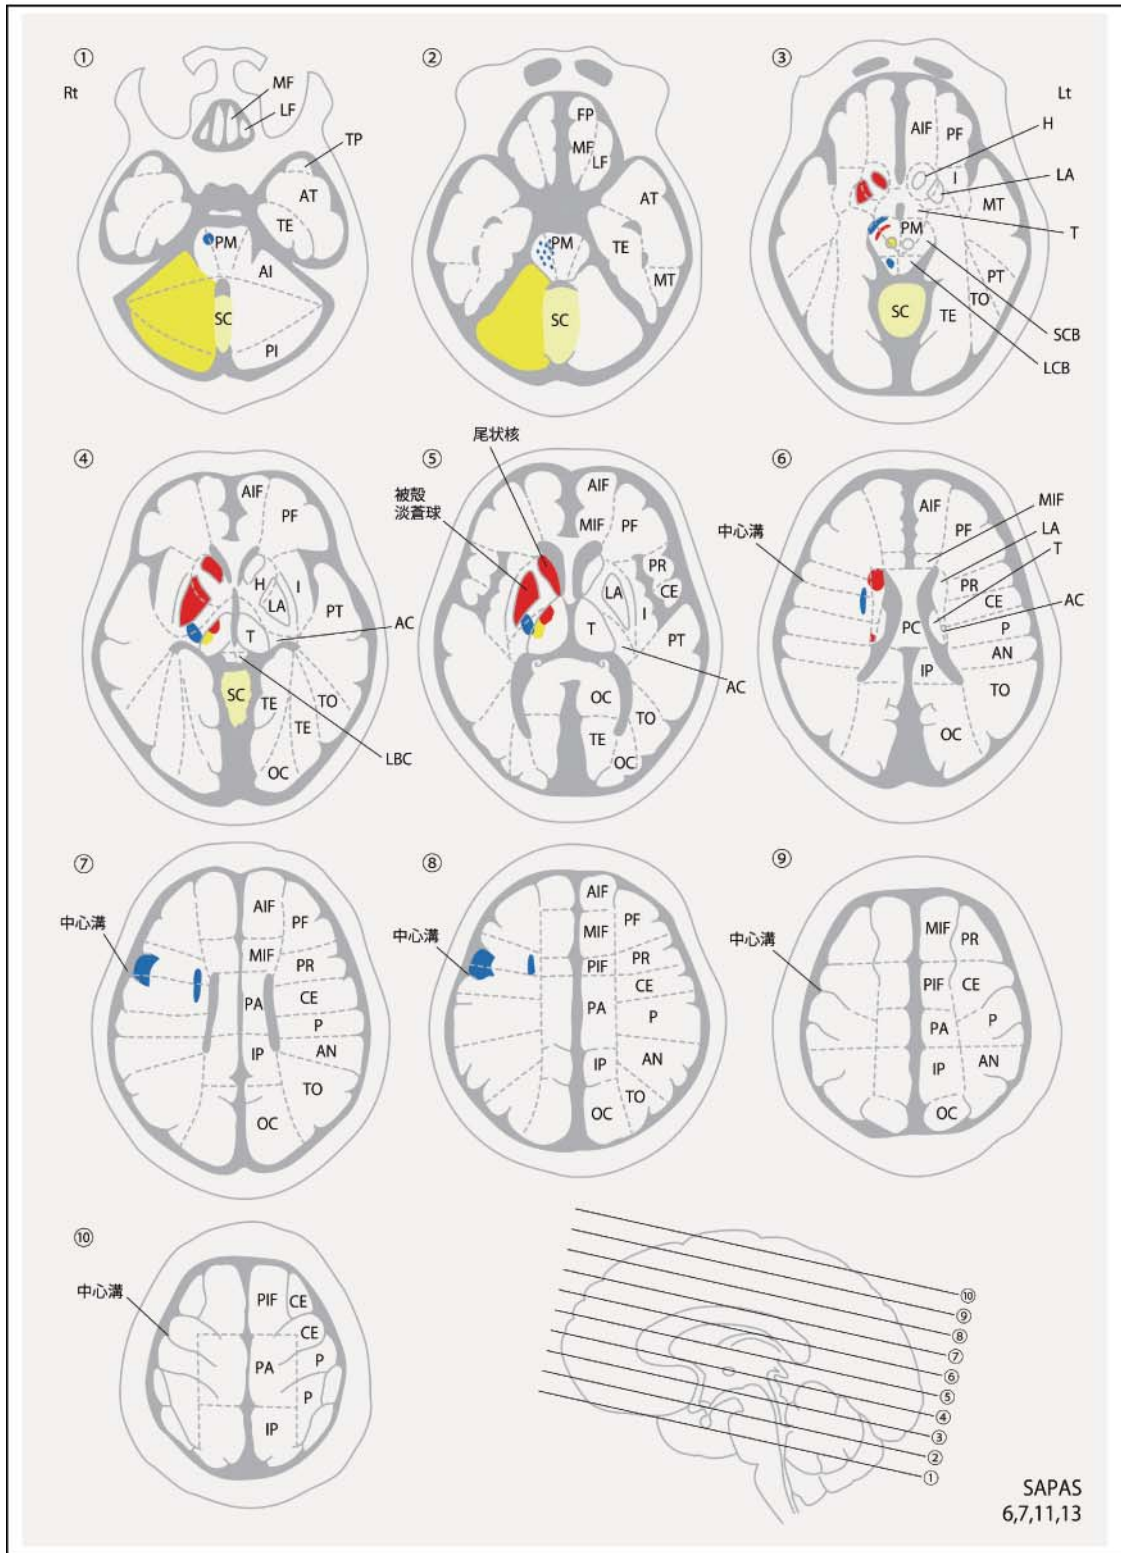 ①
Rt
MF
LF
TP
AT
TE
PM
AI
SC
PI
②
FP
MF
LF
AT
PM
TE
MT
SC
③
Lt
AIF
PF
H
I
LA
MT
T
PM
PT
SC
TO
TE
SCB
LCB
④
AIF
PF
H
I
LA
PT
T
AC
SC
TE
TO
TE
LBC
OC
⑤
尾状核
被殻
淡蒼球
AIF
MIF
PF
PR
CE
LA
I
T
PT
AC
OC
TO
TE
OC
⑥
中心溝
AIF
PF
MIF
LA
T
PR
CE
AC
PC
P
AN
IP
TO
OC
⑦
中心溝
AIF
PF
MIF
PR
PA
CE
P
IP
AN
TO
OC
⑧
中心溝
AIF
PF
MIF
PIF
PR
CE
PA
P
IP
AN
TO
OC
⑨
中心溝
MIF
PR
PIF
CE
PA
P
IP
AN
OC
⑩
中心溝
PIF
CE
CE
PA
P
P
IP
⑩
⑨
⑧
⑦
⑥
⑤
④
③
②
①
SAPAS
6,7,11,13